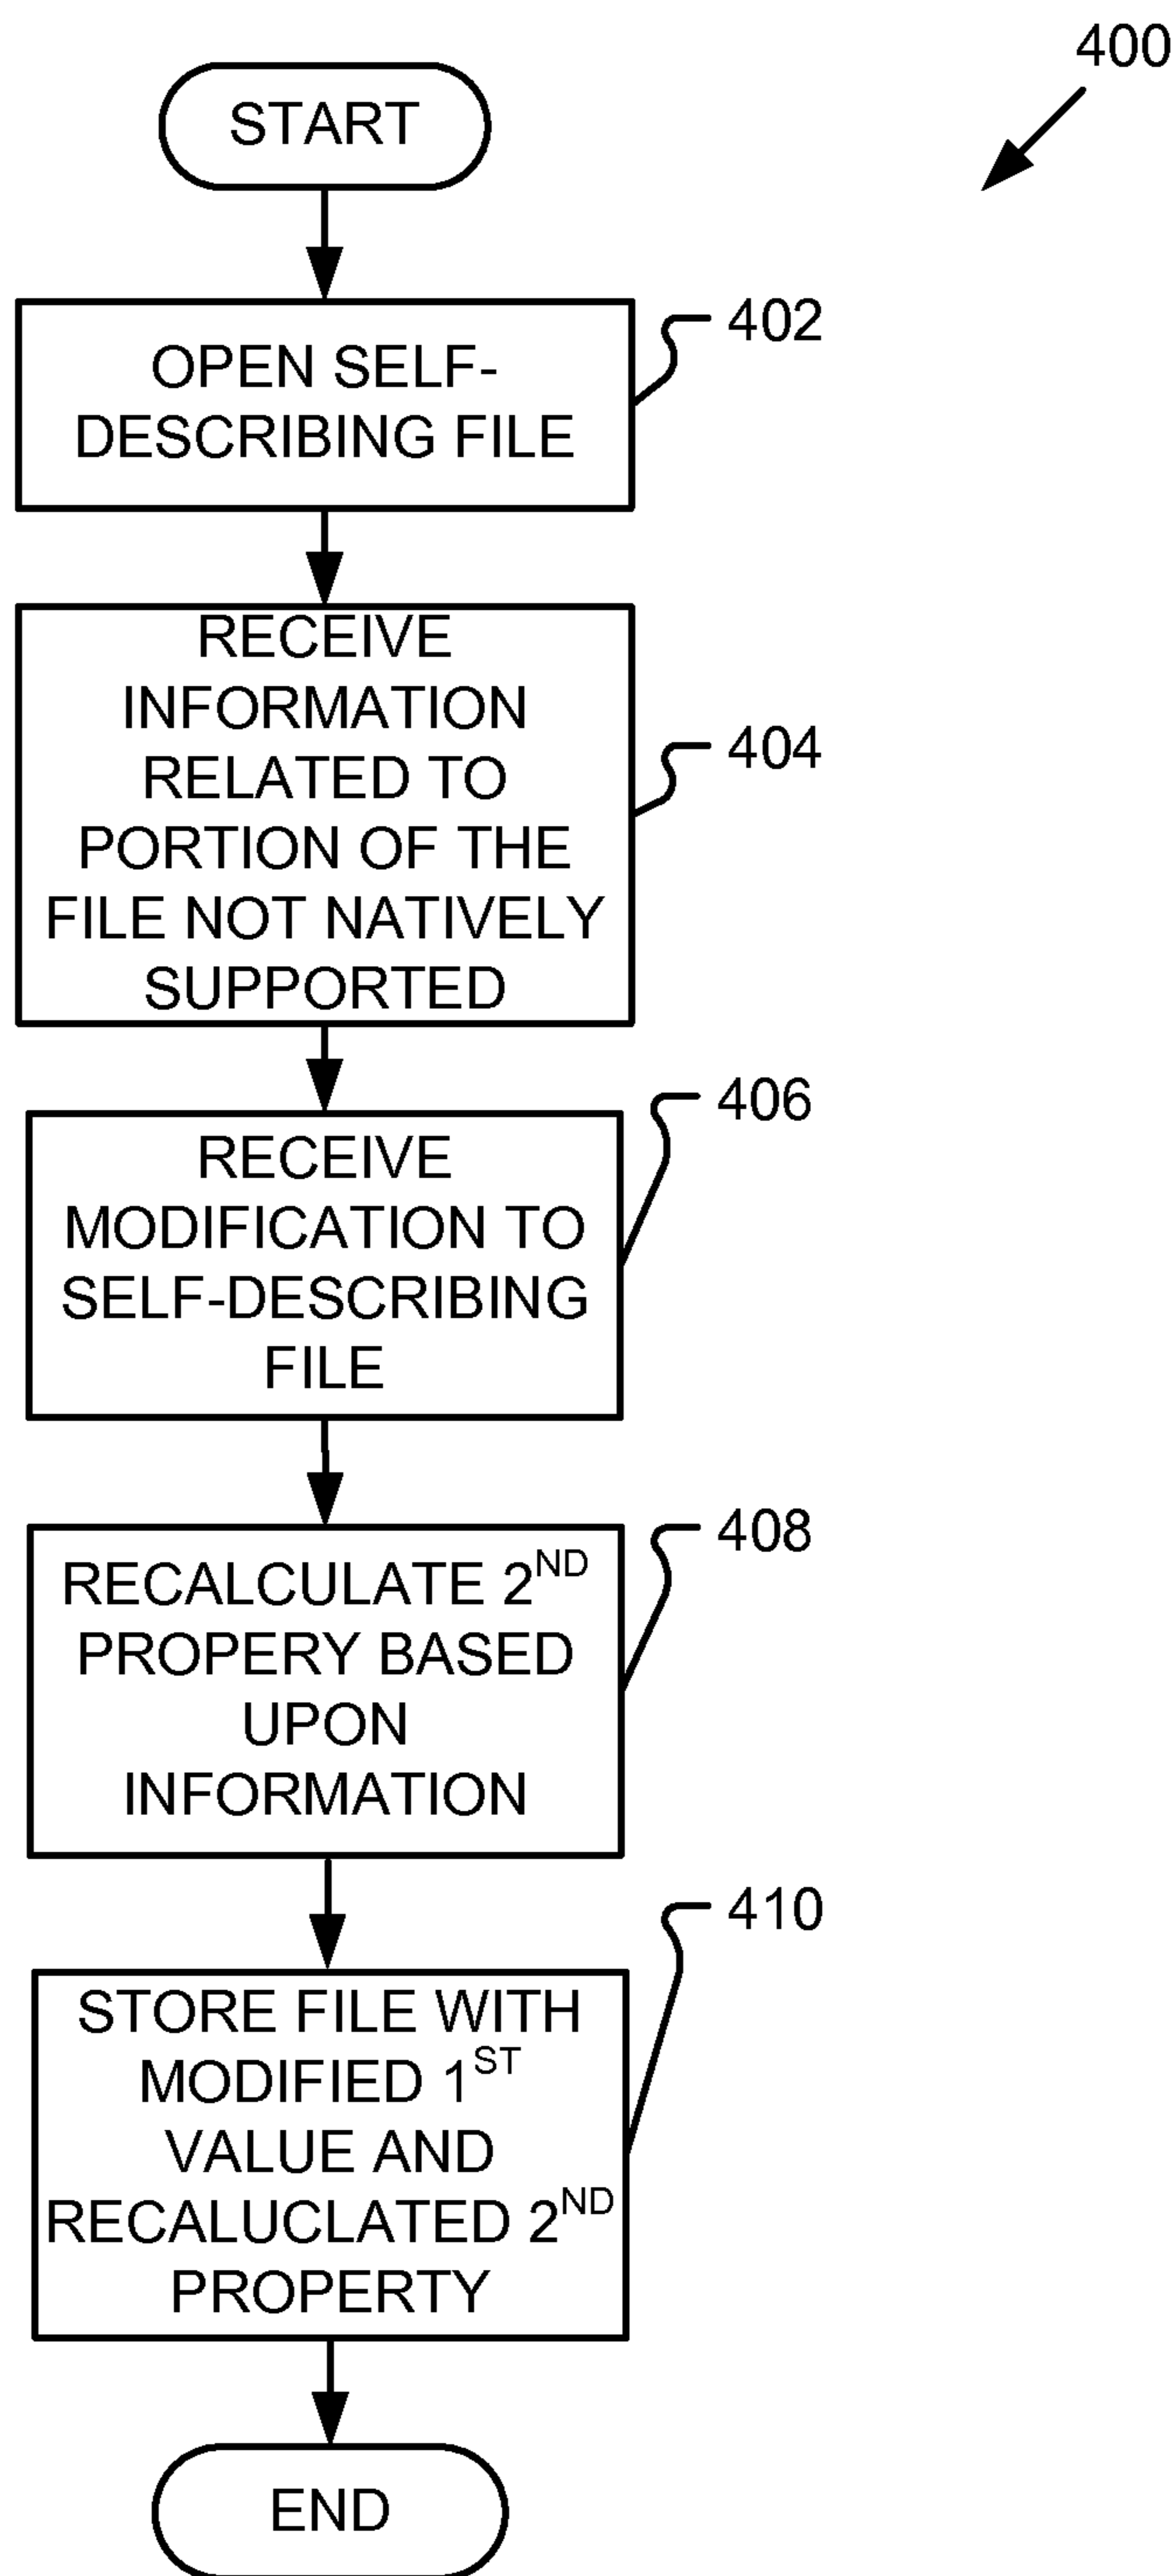 400
START
402
OPEN SELF-
DESCRIBING FILE
RECEIVE
INFORMATION
RELATED TO
PORTION OF THE
FILE NOT NATIVELY
SUPPORTED
404
RECEIVE
MODIFICATION TO
SELF-DESCRIBING
FILE
406
RECALCULATE 2ND
PROPERY BASED
UPON
INFORMATION
408
STORE FILE WITH
MODIFIED 1ST
VALUE AND
RECALUCLATED 2ND
PROPERTY
410
END